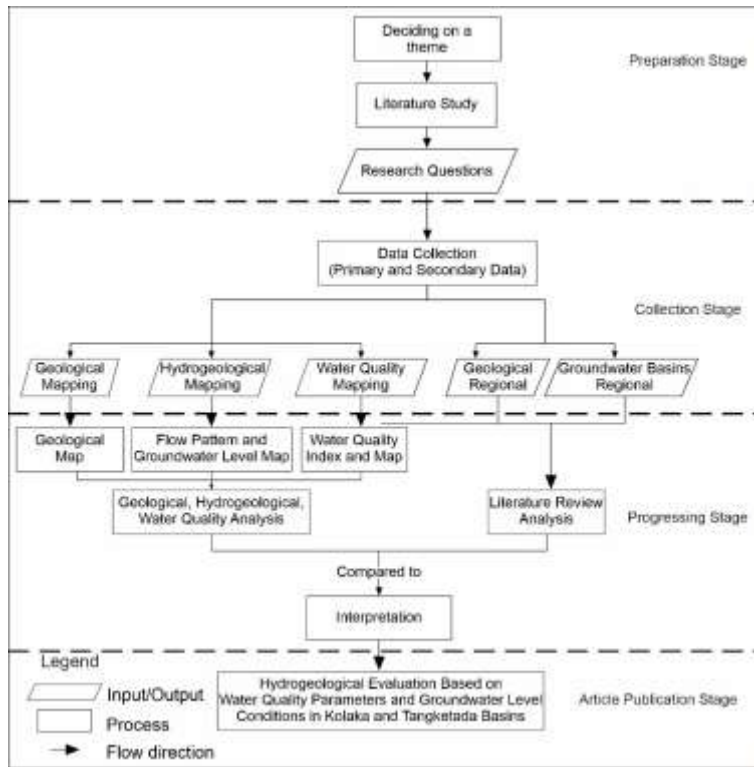 Deciding on a
theme
Preparation Stage
Literature Study
Research Questions
Data Collection
(Primary and Secondary Data)
Collection Stage
Geological
Mapping
Hydrogeological
Mapping
Water Quality
Mapping
Geological
Regional
Groundwater Basins
Regional
Geological
Map
Flow Pattern and
Groundwater Level Map
Water Quality
Index and Map
Geological, Hydrogeological,
Water Quality Analysis
Literature Review
Analysis
Progressing Stage
Compared to
Interpretation
Legend
Input/Output
Process
Flow direction
Hydrogeological Evaluation Based on
Water Quality Parameters and Groundwater Level
Conditions in Kolaka and Tangketada Basins
Article Publication Stage